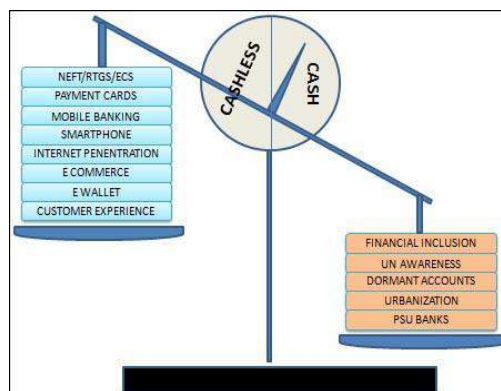 CASHLESS
CASH
NEFT/RTGS/ECS
PAYMENT CARDS
MOBILE BANKING
SMARTPHONE
INTERNET PENENTRATION
E COMMERCE
E WALLET
CUSTOMER EXPERIENCE
FINANCIAL INCLUSION
UN AWARENESS
DORMANT ACCOUNTS
URBANIZATION
PSU BANKS